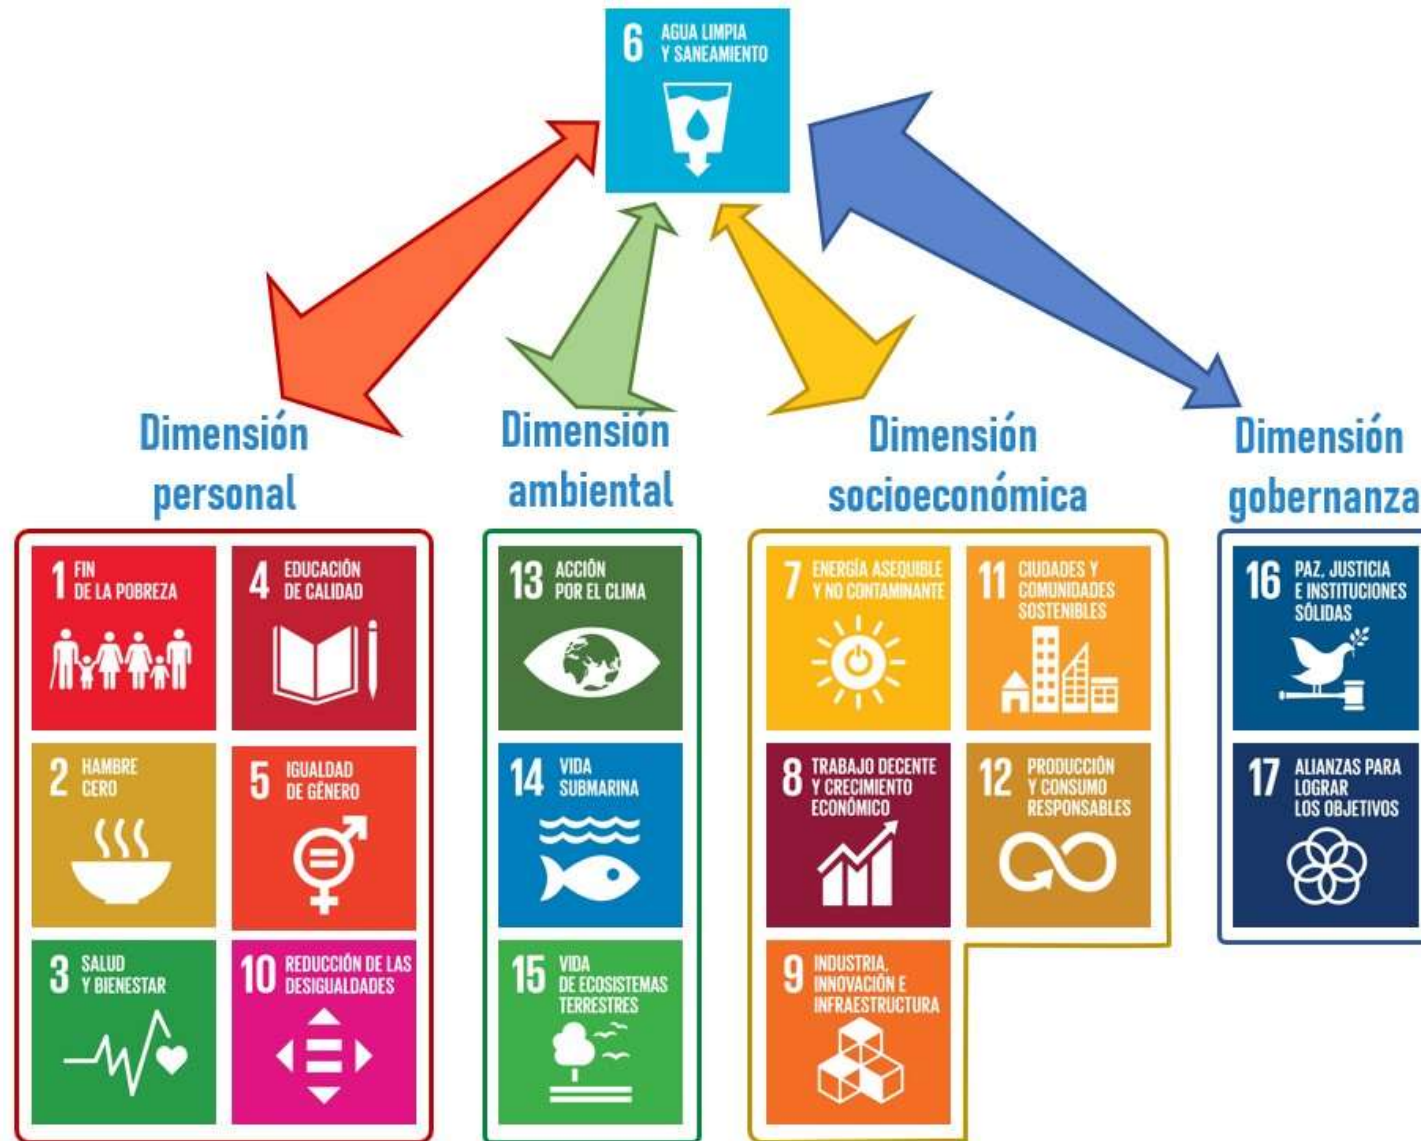 6 AGUA LIMPIA
Y SANEAMIENTO
Dimensión
personal
1 FIN
DE LA POBREZA
4 EDUCACIÓN
DE CALIDAD
2 HAMBRE
CERO
5 IGUALDAD
DE GÉNERO
3 SALUD
Y BIENESTAR
10 REDUCCIÓN DE LAS
DESIGUALDADES
Dimensión
ambiental
13 ACCIÓN
POR EL CLIMA
14 VIDA
SUBMARINA
15 VIDA
DE ECOSISTEMAS
TERRESTRES
Dimensión
socioeconómica
7 ENERGÍA ASEQUIBLE
Y NO CONTAMINANTE
11 CIUDADES Y
COMUNIDADES
SOSTENIBLES
8 TRABAJO DECENTE
Y CRECIMIENTO
ECONÓMICO
12 PRODUCCIÓN
Y CONSUMO
RESPONSABLES
9 INDUSTRIA,
INNOVACIÓN E
INFRAESTRUCTURA
Dimensión
gobernanza
16 PAZ, JUSTICIA
E INSTITUCIONES
SÓLIDAS
17 ALIANZAS PARA
LOGRAR
LOS OBJETIVOS